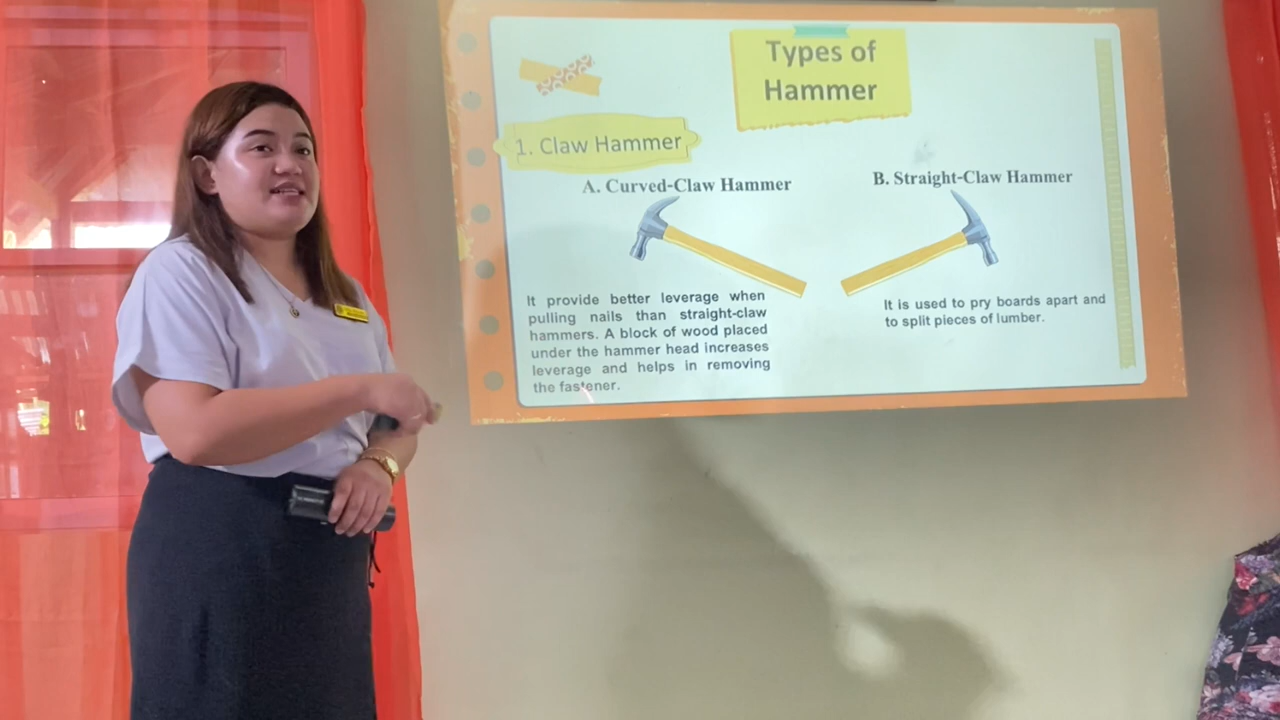 Types of
Hammer
1. Claw Hammer
A. Curved-Claw Hammer
B. Straight-Claw Hammer
It provide better leverage when
pulling nails than straight-claw
hammers. A block of wood placed
under the hammer head increases
leverage and helps in removing
the fastener.
It is used to pry boards apart and
to split pieces of lumber.